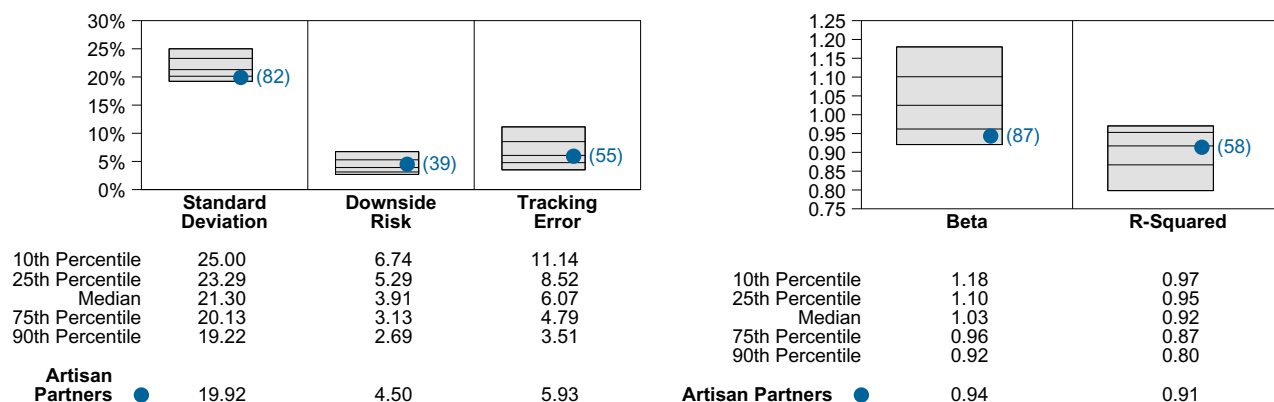 30%
25%
20%
15%
10%
5%
0%
(82)
(39)
(55)
Standard Deviation
Downside Risk
Tracking Error
10th Percentile 25.00 6.74 11.14
25th Percentile 23.29 5.29 8.52
Median 21.30 3.91 6.07
75th Percentile 20.13 3.13 4.79
90th Percentile 19.22 2.69 3.51
Artisan
Partners 19.92 4.50 5.93
1.25
1.20
1.15
1.10
1.05
1.00
0.95
0.90
0.85
0.80
0.75
(87)
(58)
Beta R-Squared
10th Percentile 1.18 0.97
25th Percentile 1.10 0.95
Median 1.03 0.92
75th Percentile 0.96 0.87
90th Percentile 0.92 0.80
Artisan Partners 0.94 0.91